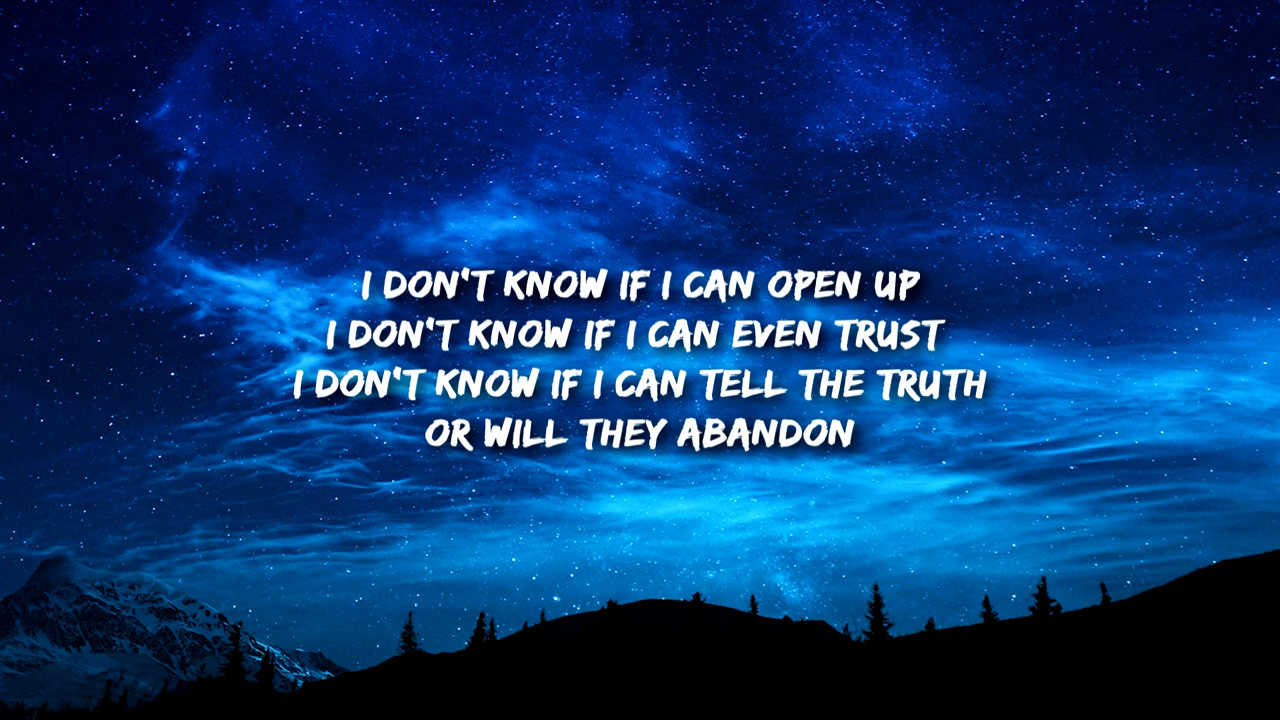 I DON'T KNOW IF I CAN OPEN UP
I DON'T KNOW IF I CAN EVEN TRUST
I DON'T KNOW IF I CAN TELL THE TRUTH
OR WILL THEY ABANDON